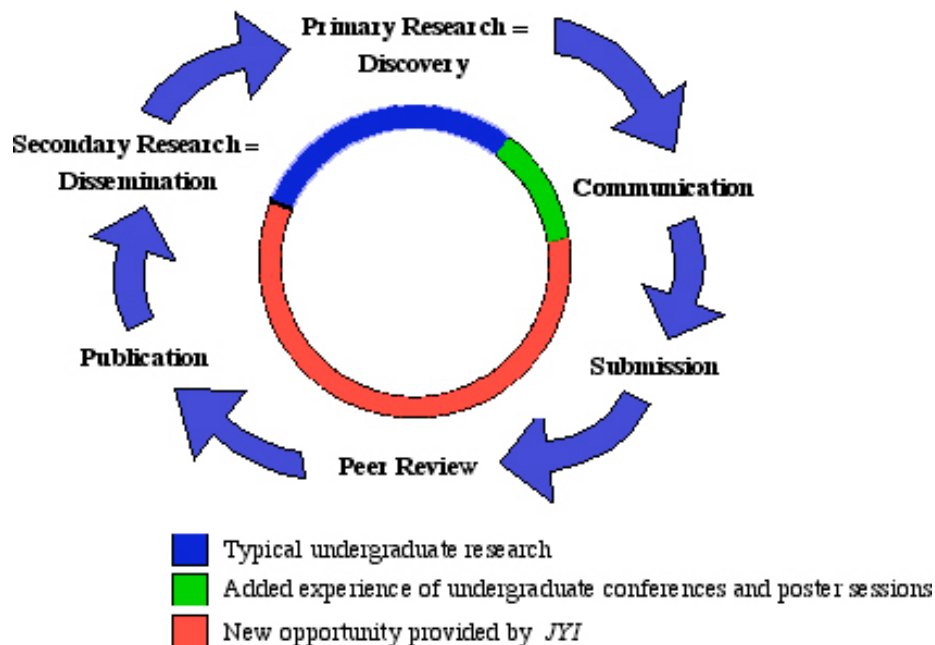 Primary Research =
Discovery
Communication
Submission
Peer Review
Publication
Secondary Research =
Dissemination
Typical undergraduate research
Added experience of undergraduate conferences and poster sessions
New opportunity provided by JYI